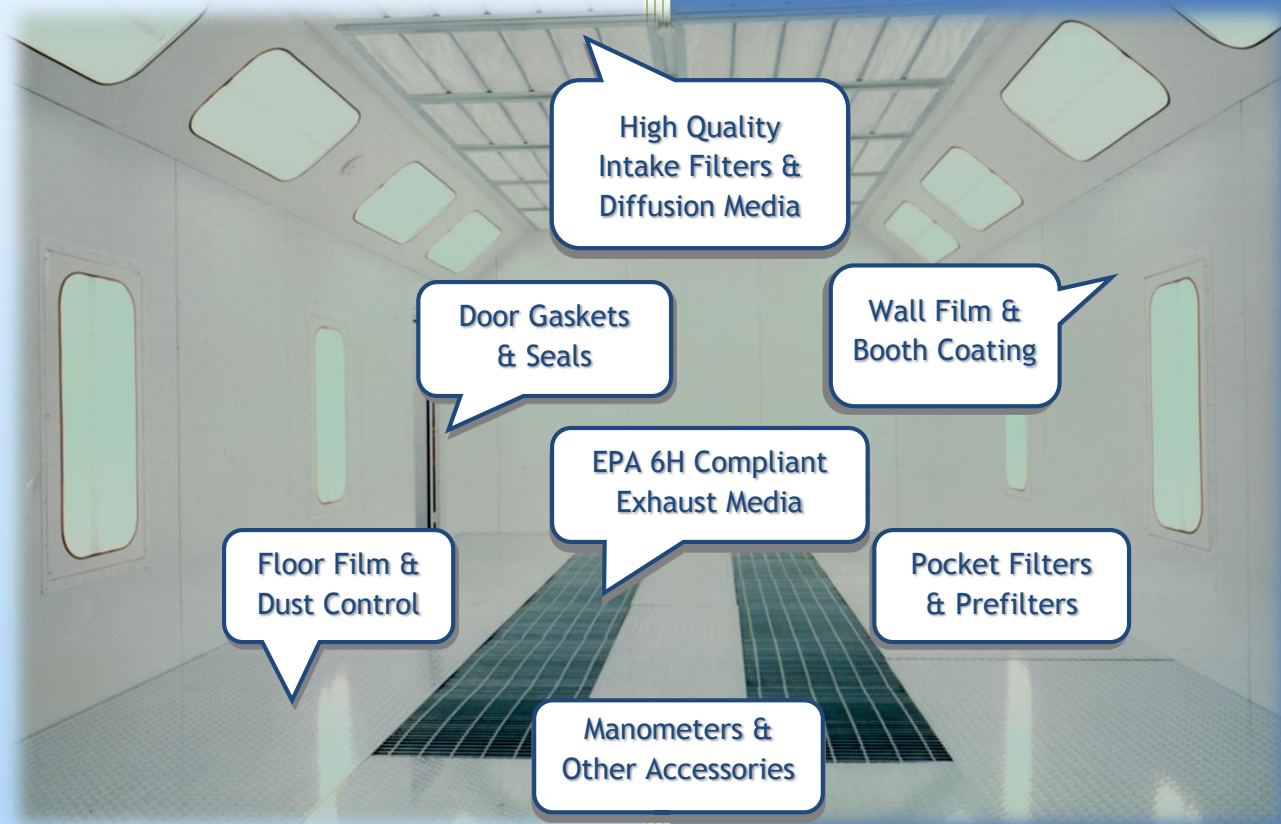 High Quality
Intake Filters &
Diffusion Media
Door Gaskets
& Seals
Wall Film &
Booth Coating
EPA 6H Compliant
Exhaust Media
Floor Film &
Dust Control
Pocket Filters
& Prefilters
Manometers &
Other Accessories